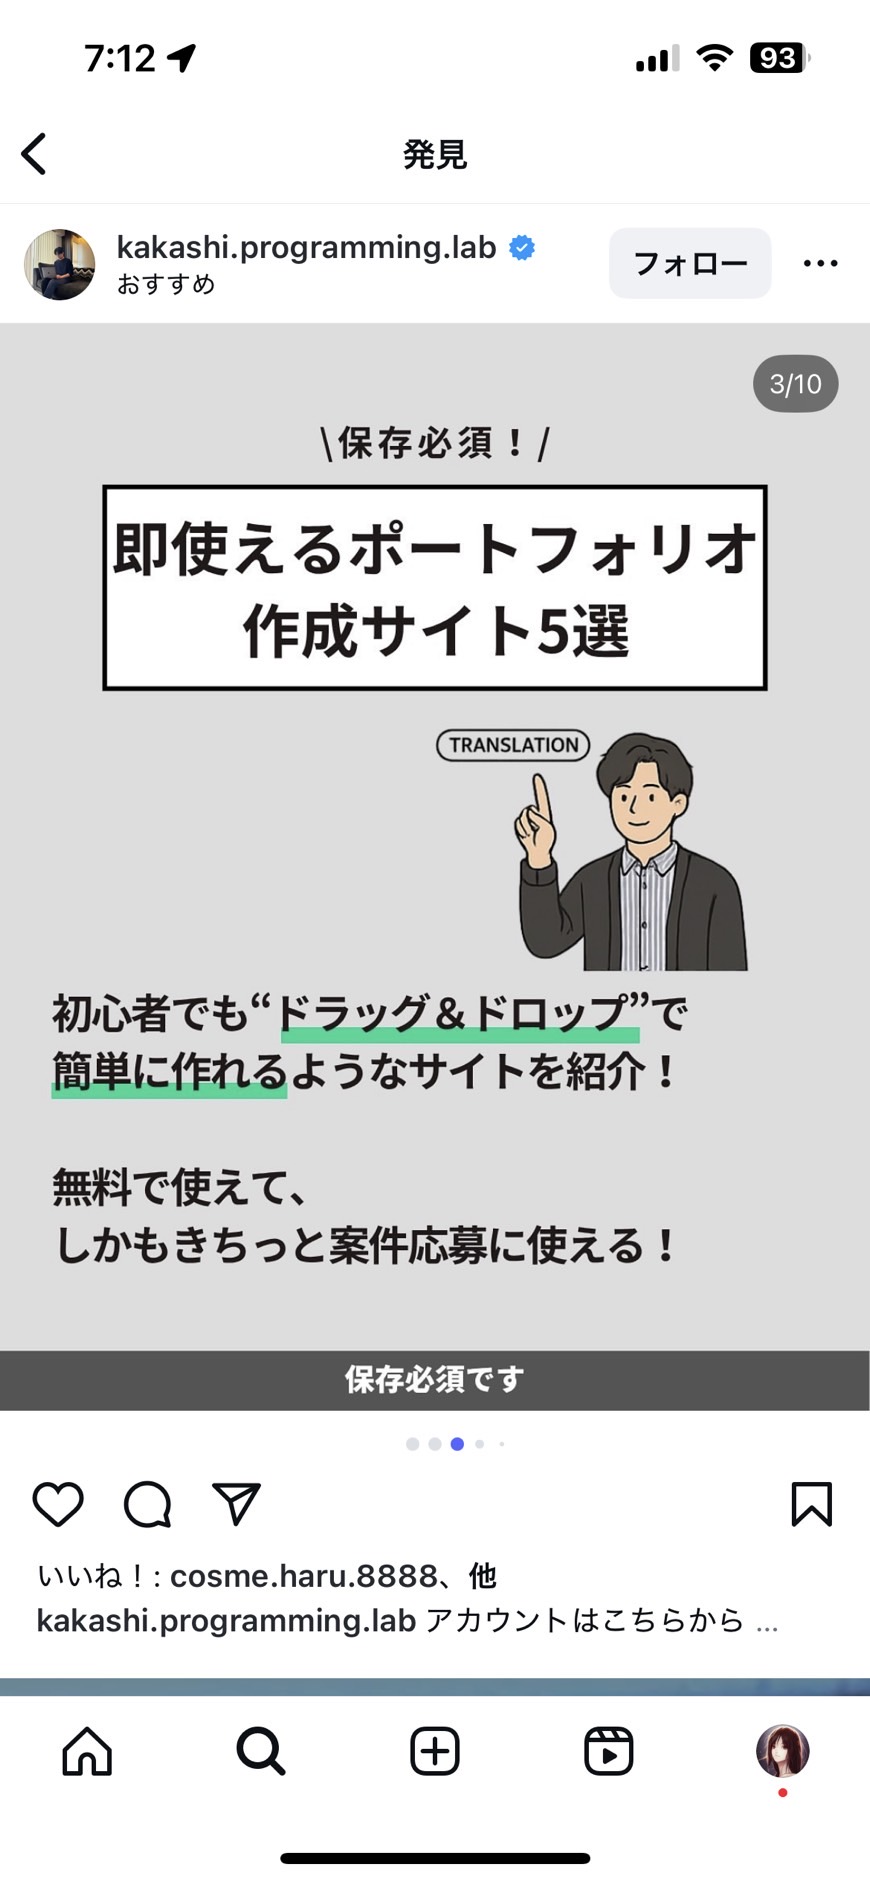 7:12
93
発見
kakashi.programming.lab
おすすめ
フォロー
3/10
\保存必須！/
即使えるポートフォリオ
作成サイト5選
TRANSLATION
初心者でも“ドラッグ＆ドロップ”で
簡単に作れるようなサイトを紹介！
無料で使えて、
しかもきちっと案件応募に使える！
保存必須です
いいね！: cosme.haru.8888、他
kakashi.programming.lab アカウントはこちらから ...